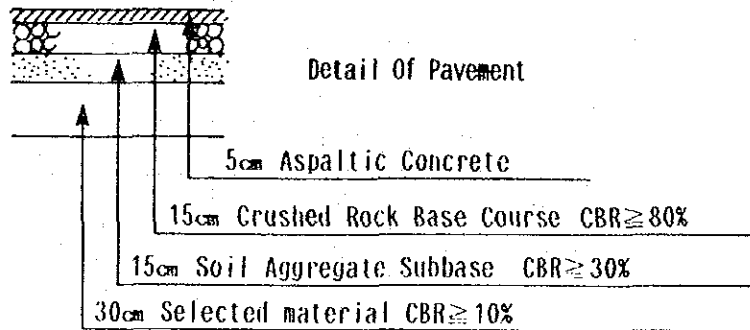 Detail Of Pavement
5cm Aspaltic Concrete
15cm Crushed Rock Base Course CBR≧80%
15cm Soil Aggregate Subbase CBR≧30%
30cm Selected material CBR≧10%